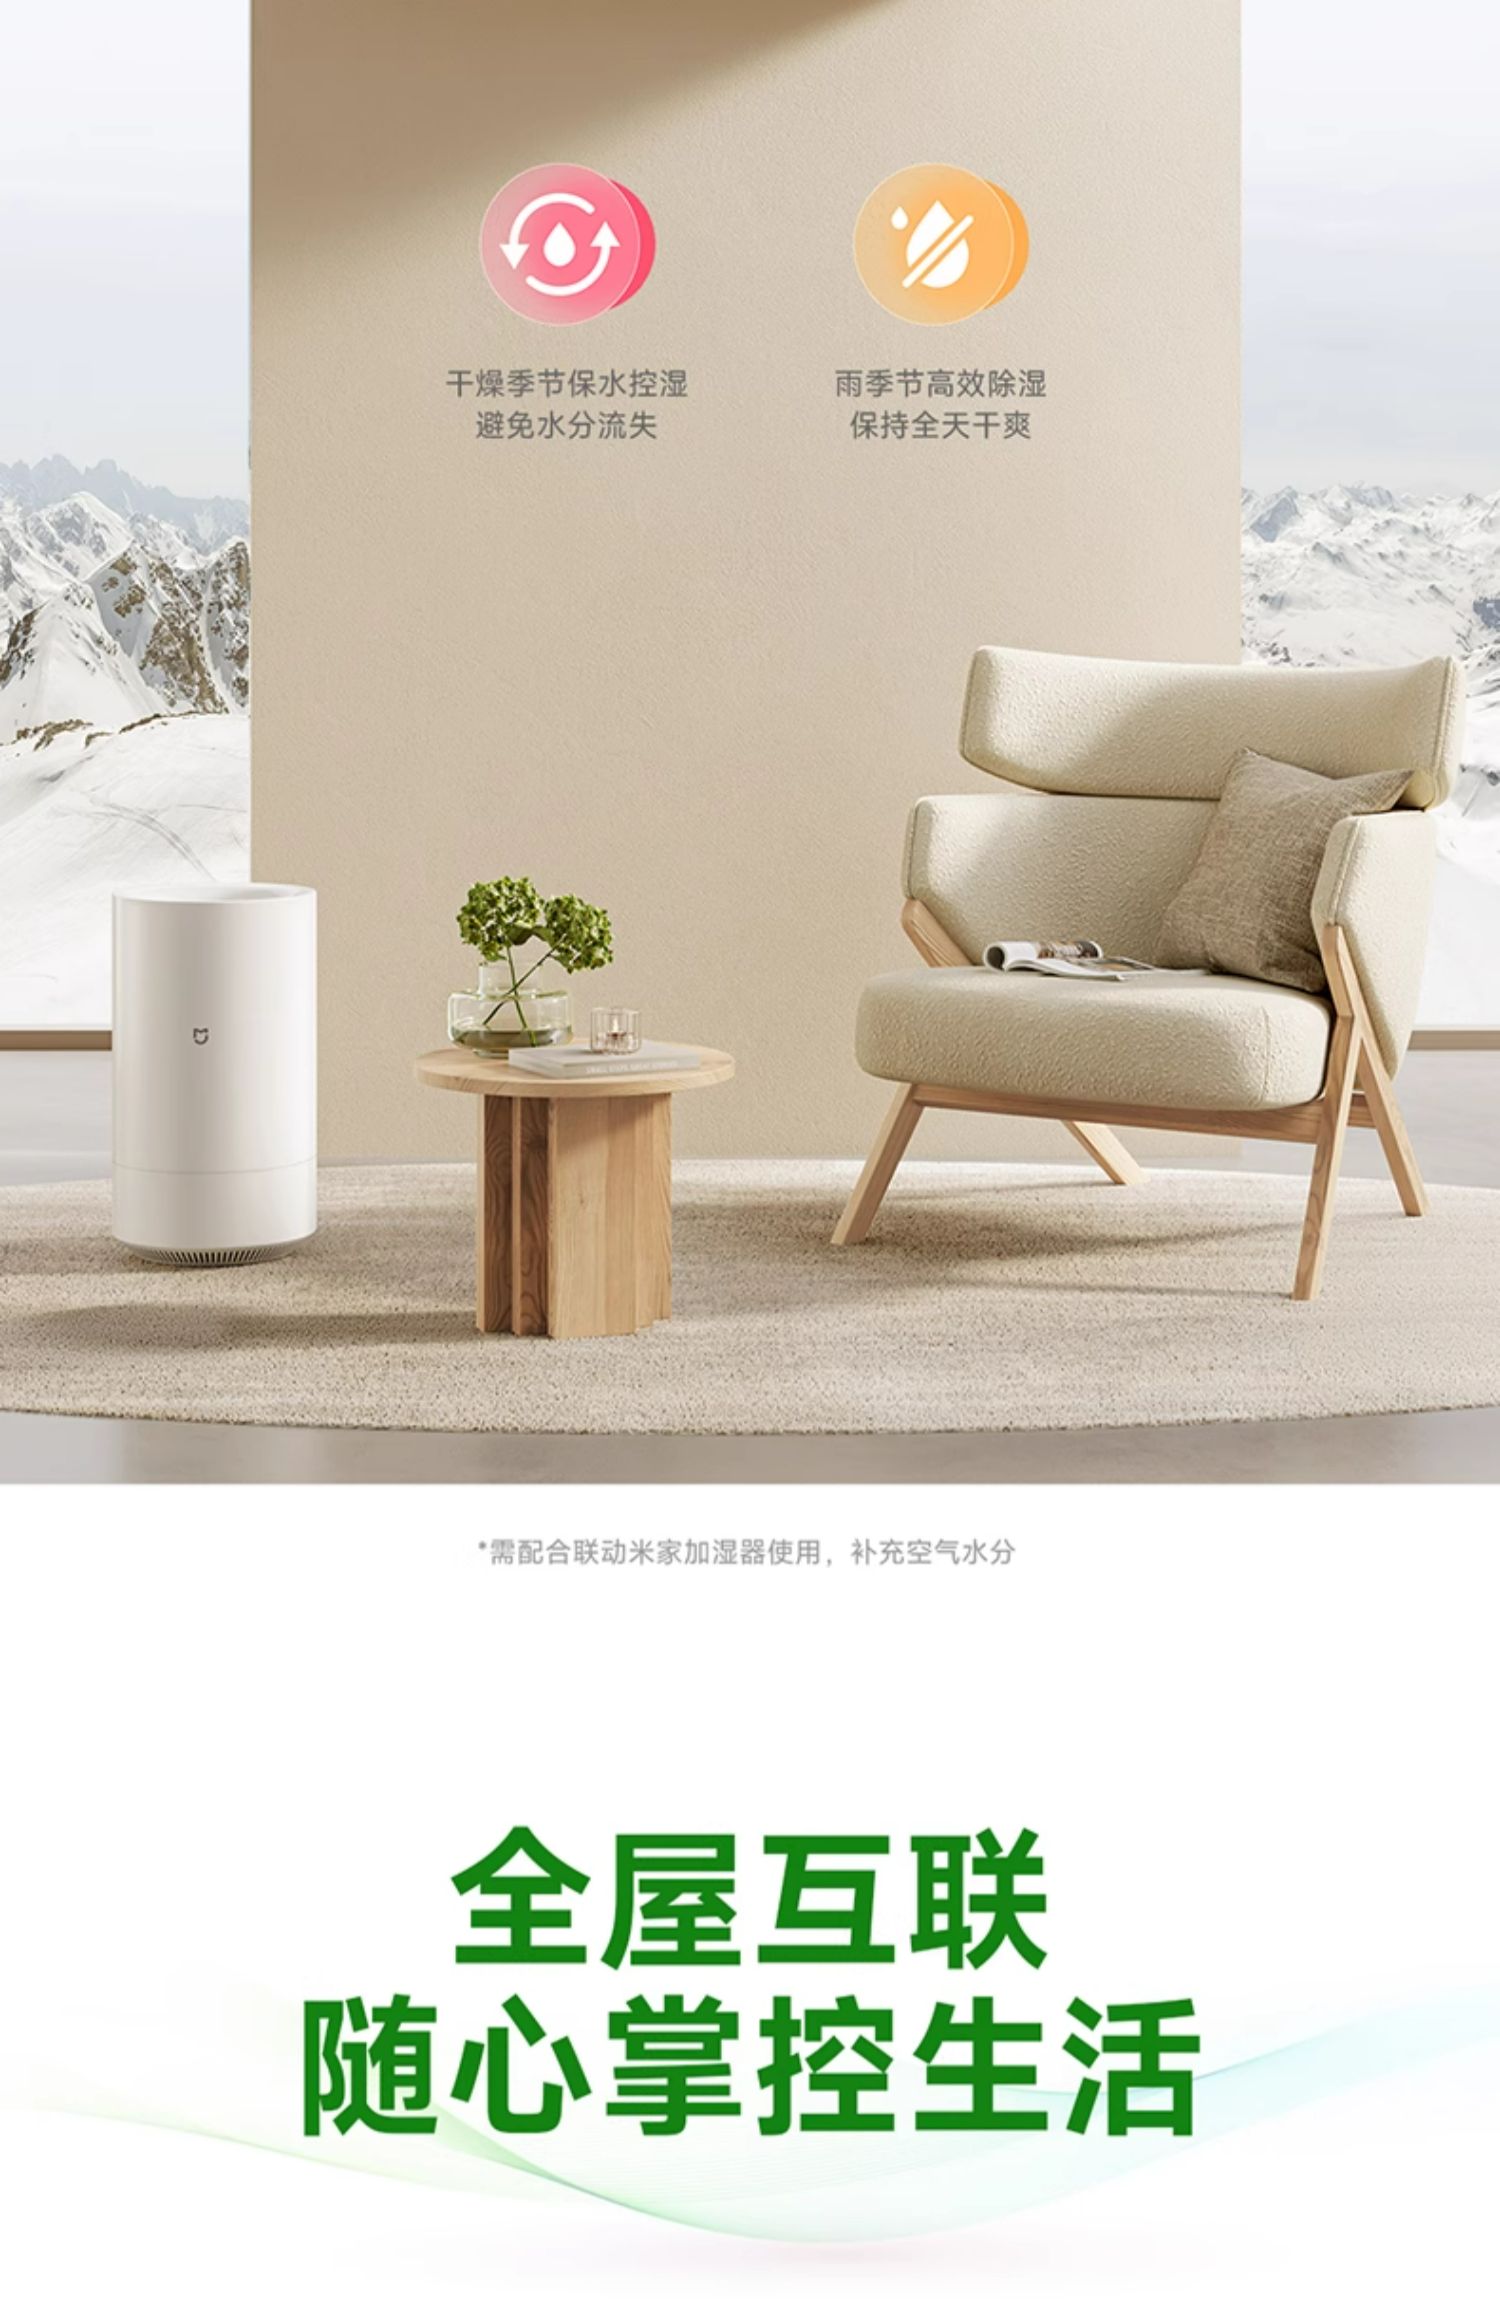 干燥季节保水控湿
避免水分流失
雨季节高效除湿
保持全天干爽
*需配合联动米家加湿器使用，补充空气水分
全屋互联
随心掌控生活